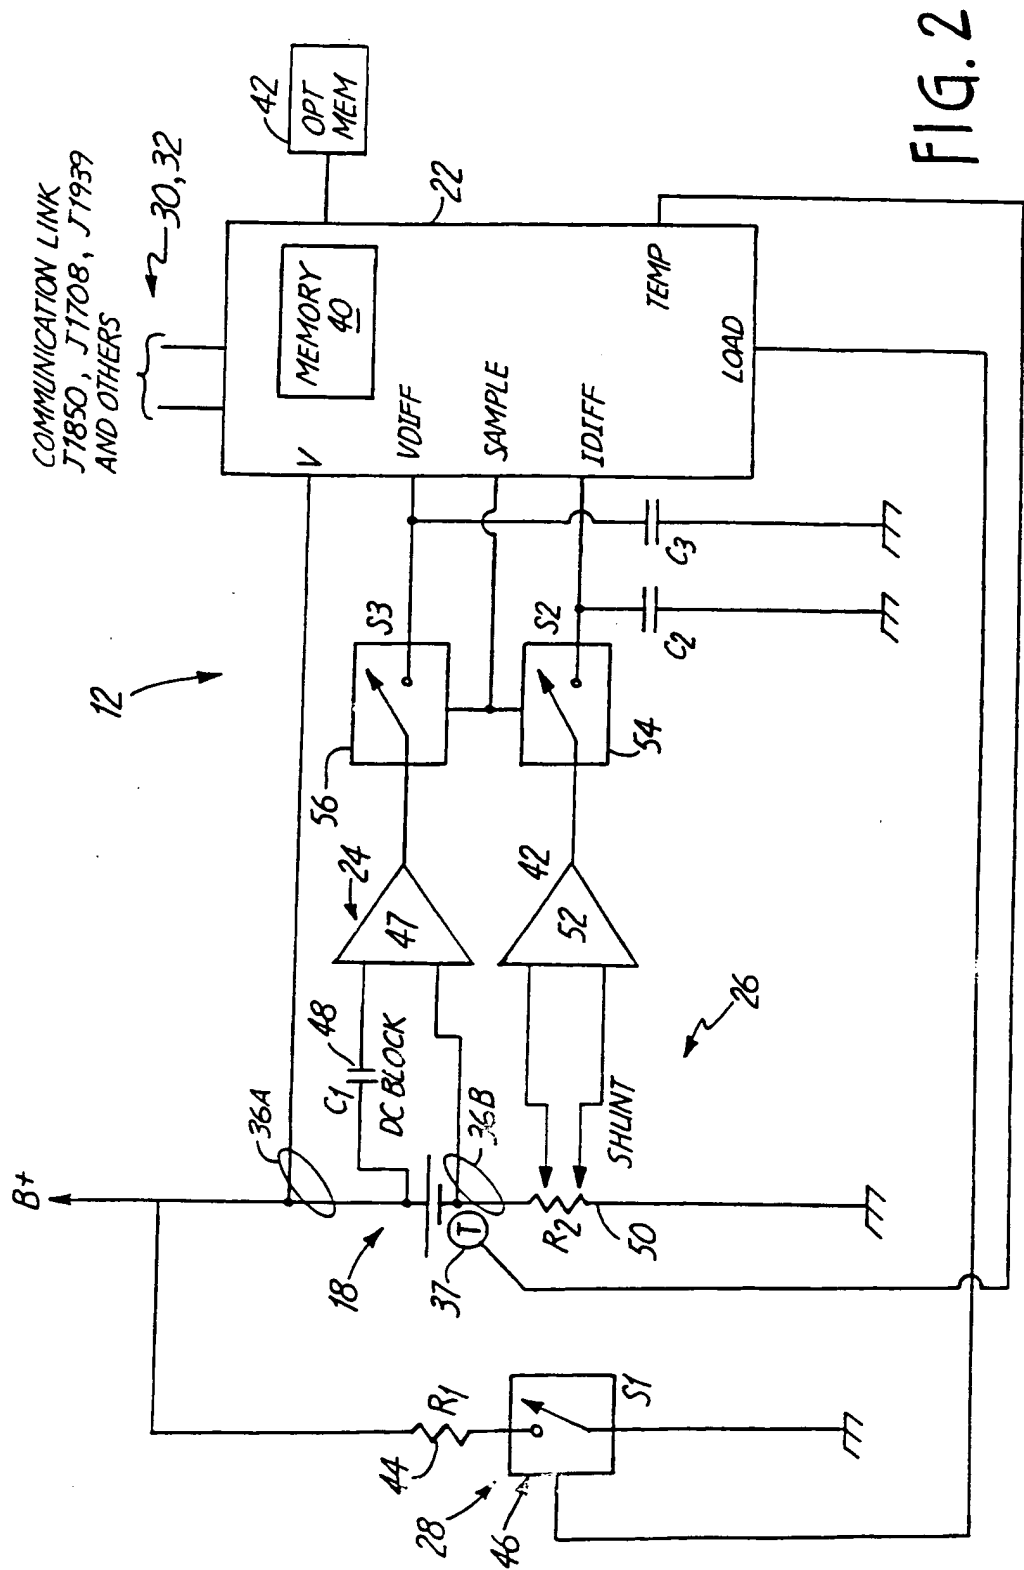 COMMUNICATION LINK
J1850, J1708, J1939
AND OTHERS
30,32
42
OPT
MEM
22
MEMORY
40
V
VDIFF
SAMPLE
IDIFF
TEMP
LOAD
12
B+
36A
C1
48
DC BLOCK
24
47
56
S3
18
37
T
36B
42
52
S2
54
C3
C2
R2
50
SHUNT
26
R1
44
28
46
S1
FIG. 2